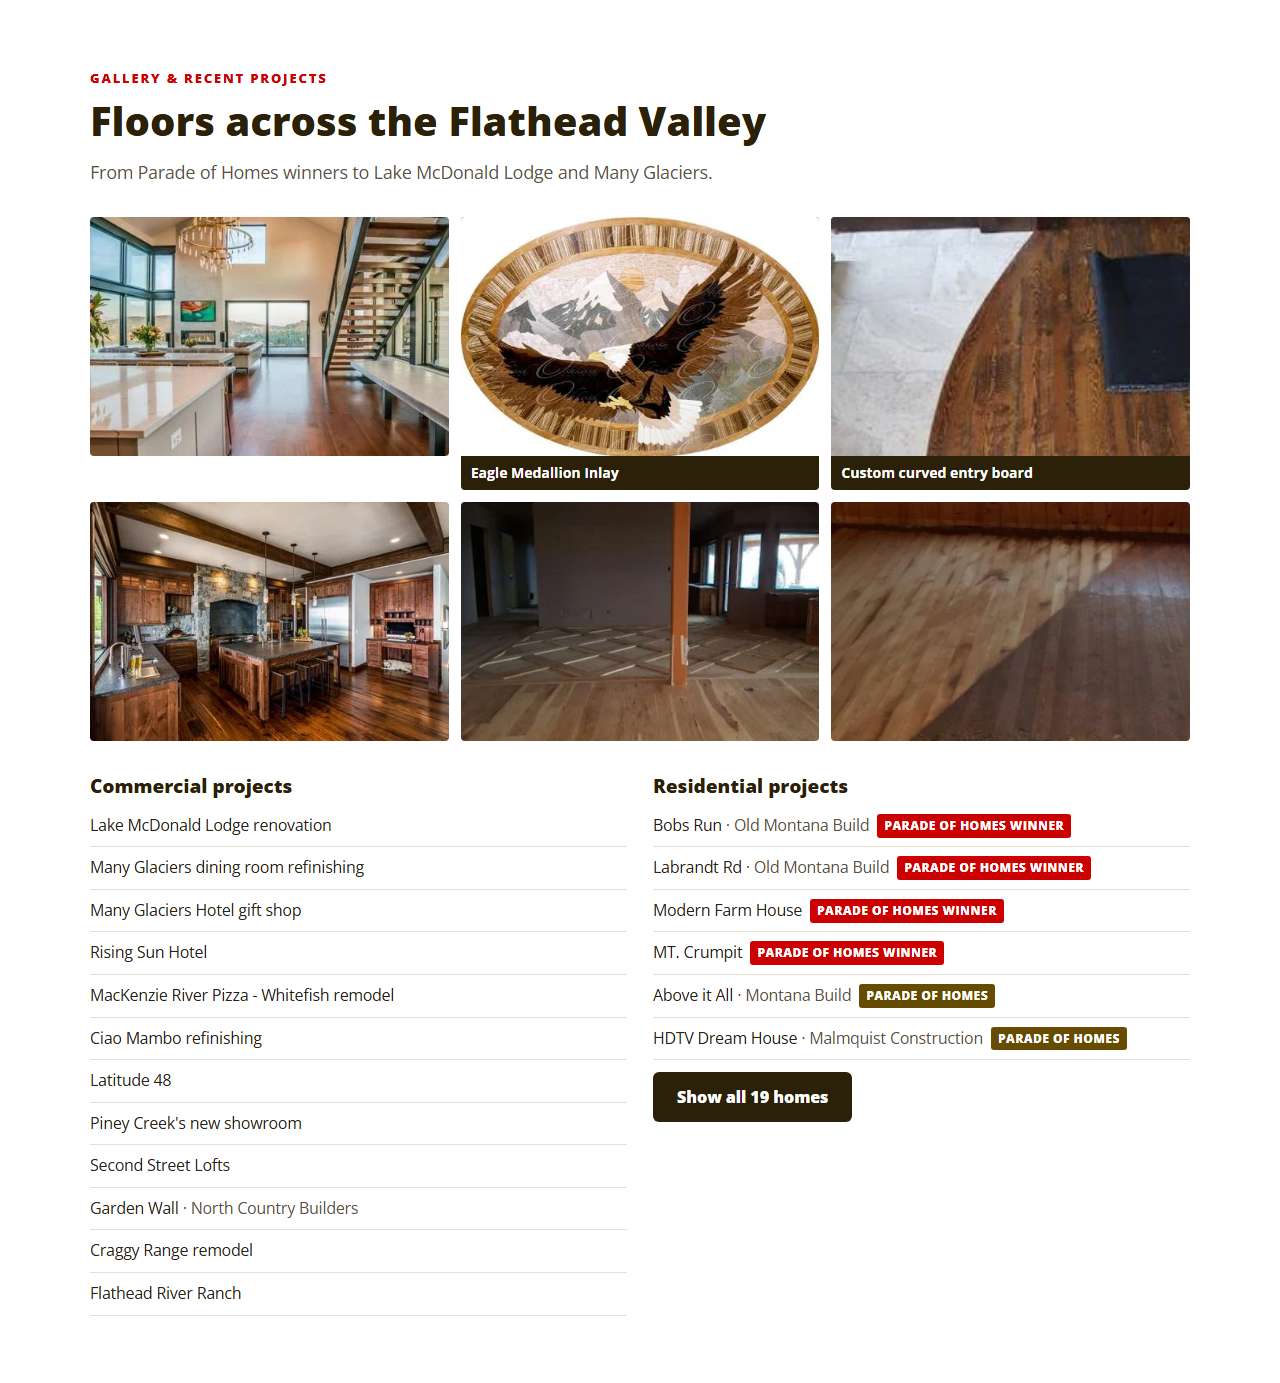 GALLERY & RECENT PROJECTS
Floors across the Flathead Valley
From Parade of Homes winners to Lake McDonald Lodge and Many Glaciers.
Eagle Medallion Inlay
Custom curved entry board
Commercial projects
Lake McDonald Lodge renovation
Many Glaciers dining room refinishing
Many Glaciers Hotel gift shop
Rising Sun Hotel
MacKenzie River Pizza - Whitefish remodel
Ciao Mambo refinishing
Latitude 48
Piney Creek's new showroom
Second Street Lofts
Garden Wall · North Country Builders
Craggy Range remodel
Flathead River Ranch
Residential projects
Bobs Run · Old Montana Build PARADE OF HOMES WINNER
Labrandt Rd · Old Montana Build PARADE OF HOMES WINNER
Modern Farm House PARADE OF HOMES WINNER
MT. Crumpit PARADE OF HOMES WINNER
Above it All · Montana Build PARADE OF HOMES
HDTV Dream House · Malmquist Construction PARADE OF HOMES
Show all 19 homes